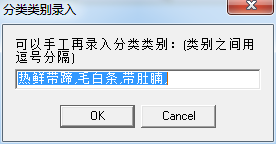 分类类别录入
可以手工再录入分类类别：(类别之间用
逗号分隔)
热鲜带蹄,毛白条,带肚腩,
OK
Cancel